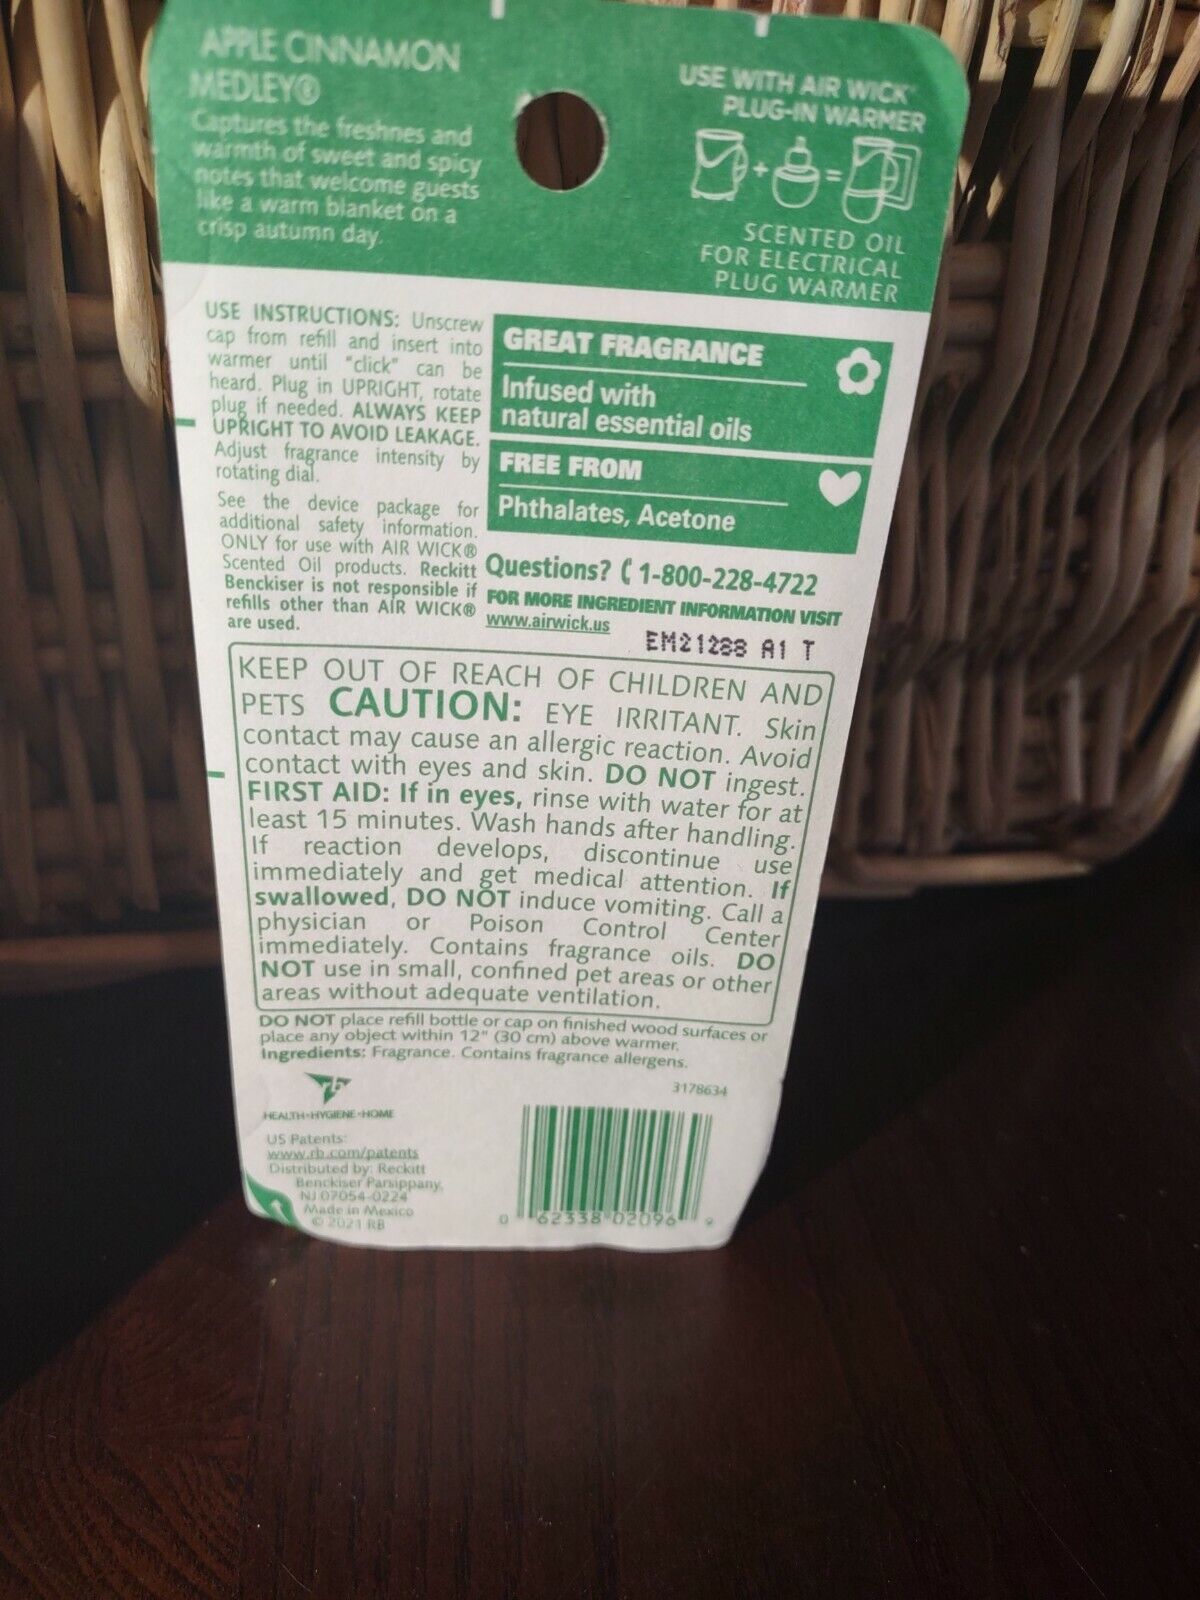 APPLE CINNAMON
MEDLEY®
Captures the freshnes and
warmth of sweet and spicy
notes that welcome guests
like a warm blanket on a
crisp autumn day.
USE WITH AIR WICK®
PLUG-IN WARMER
+ =
SCENTED OIL
FOR ELECTRICAL
PLUG WARMER
USE INSTRUCTIONS: Unscrew
cap from refill and insert into
warmer until "click" can be
heard. Plug in UPRIGHT, rotate
plug if needed. ALWAYS KEEP
UPRIGHT TO AVOID LEAKAGE.
Adjust fragrance intensity by
rotating dial.
See the device package for
additional safety information.
ONLY for use with AIR WICK®
Scented Oil products. Reckitt
Benckiser is not responsible if
refills other than AIR WICK®
are used.
GREAT FRAGRANCE
Infused with
natural essential oils
FREE FROM
Phthalates, Acetone
Questions? 1-800-228-4722
FOR MORE INGREDIENT INFORMATION VISIT
www.airwick.us
EM21288 A1 T
KEEP OUT OF REACH OF CHILDREN AND
PETS CAUTION: EYE IRRITANT. Skin
contact may cause an allergic reaction. Avoid
contact with eyes and skin. DO NOT ingest.
FIRST AID: If in eyes, rinse with water for at
least 15 minutes. Wash hands after handling.
If reaction develops, discontinue use
immediately and get medical attention. If
swallowed, DO NOT induce vomiting. Call a
physician or Poison Control Center
immediately. Contains fragrance oils. DO
NOT use in small, confined pet areas or other
areas without adequate ventilation.
DO NOT place refill bottle or cap on finished wood surfaces or
place any object within 12" (30 cm) above warmer.
Ingredients: Fragrance. Contains fragrance allergens.
3178634
rb
HEALTH•HYGIENE•HOME
US Patents:
www.rb.com/patents
Distributed by: Reckitt
Benckiser Parsippany,
NJ 07054-0224
Made in Mexico
© 2021 RB
0 62338 02096 9